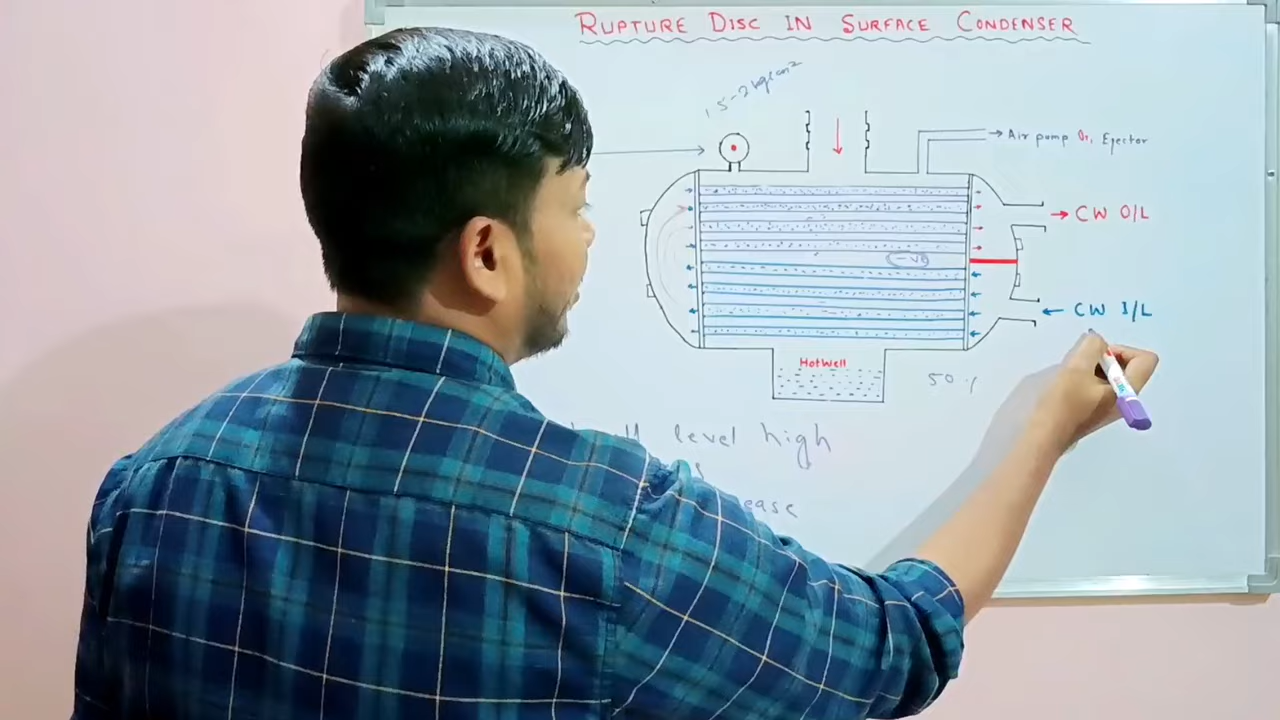 RUPTURE DISC IN SURFACE CONDENSER
1.5-2 kg/cm²
→ Air pump Or Ejector
→ CW O/L
-ve
← CW I/L
HotWell
50 %
level high
ease